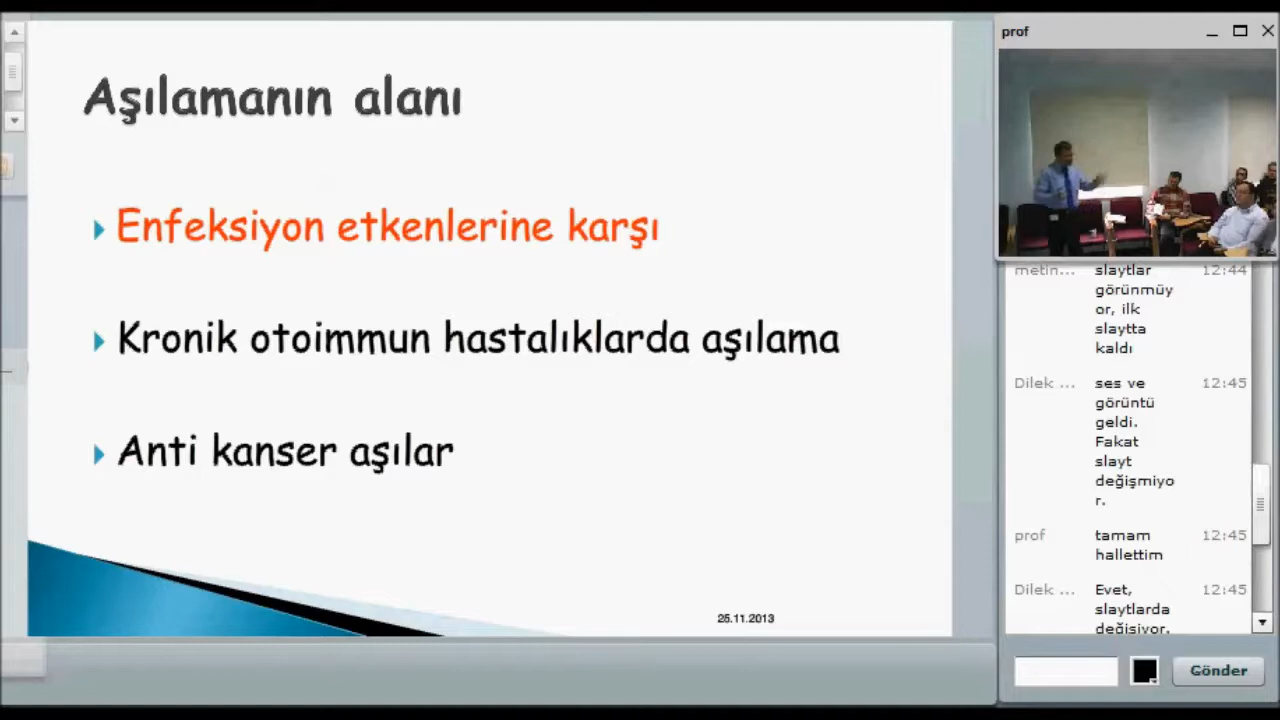 Aşılamanın alanı
Enfeksiyon etkenlerine karşı
Kronik otoimmun hastalıklarda aşılama
Anti kanser aşılar
25.11.2013
prof
metin... slaytlar 12:44
görünmüy
or, ilk
slaytta
kaldı
Dilek ... ses ve 12:45
görüntü
geldi.
Fakat
slayt
değişmiyo
r.
prof tamam 12:45
hallettim
Dilek ... Evet, 12:45
slaytlarda
değişiyor.
Gönder